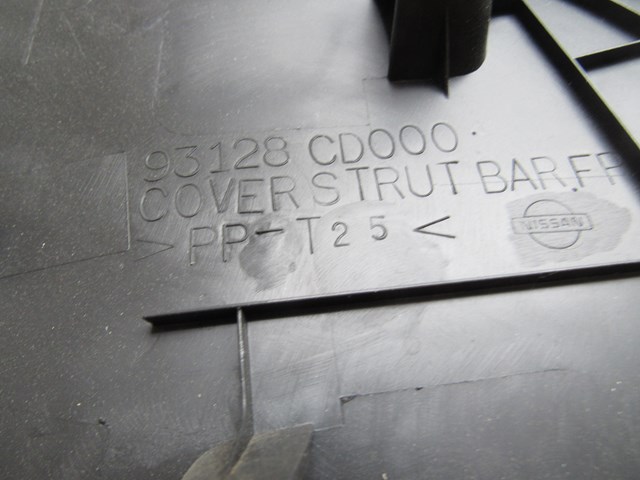 93128 CD000
COVER STRUT BAR, FR
>PP-T25<
NISSAN